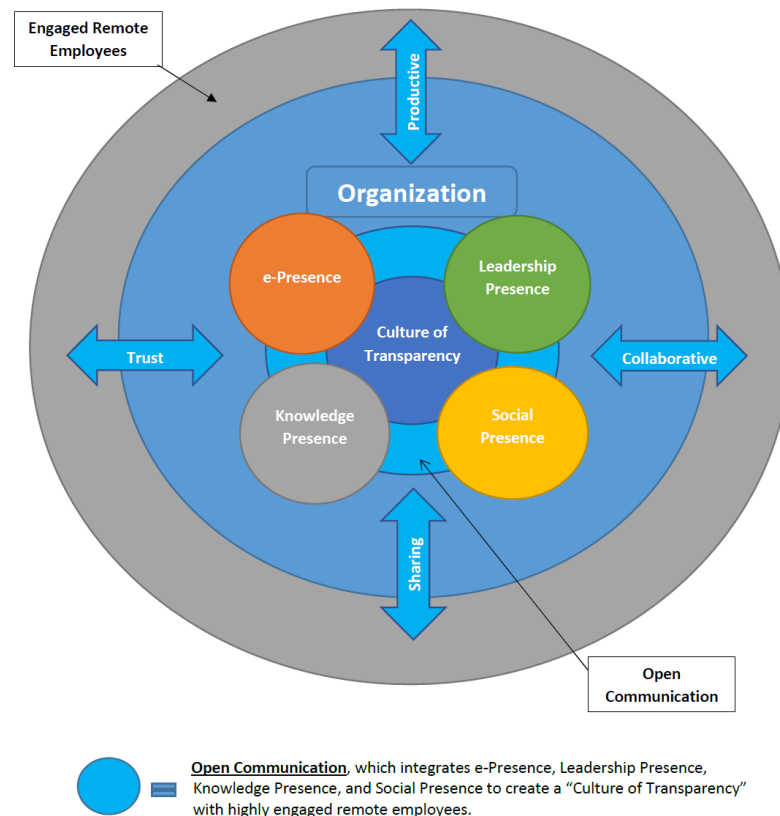 Engaged Remote
Employees
Productive
Organization
e-Presence
Leadership
Presence
Culture of
Transparency
Trust
Collaborative
Knowledge
Presence
Social
Presence
Sharing
Open
Communication
Open Communication, which integrates e-Presence, Leadership Presence,
Knowledge Presence, and Social Presence to create a “Culture of Transparency”
with highly engaged remote employees.